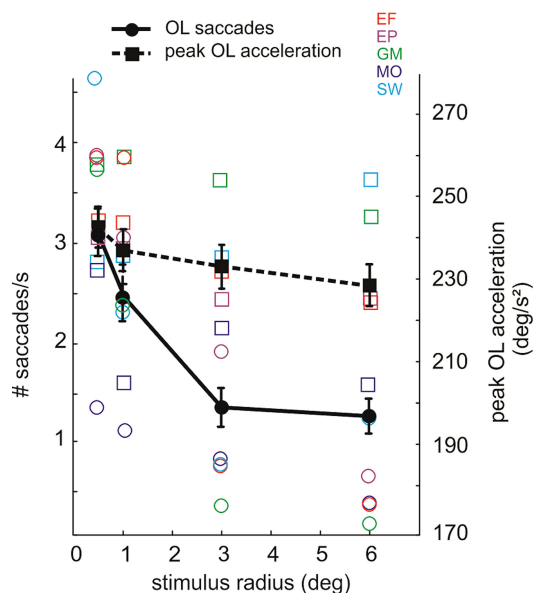 OL saccades
peak OL acceleration
EF
EP
GM
MO
SW
# saccades/s
4
3
2
1
270
250
230
210
190
170
peak OL acceleration
(deg/s²)
0 1 2 3 4 5 6
stimulus radius (deg)